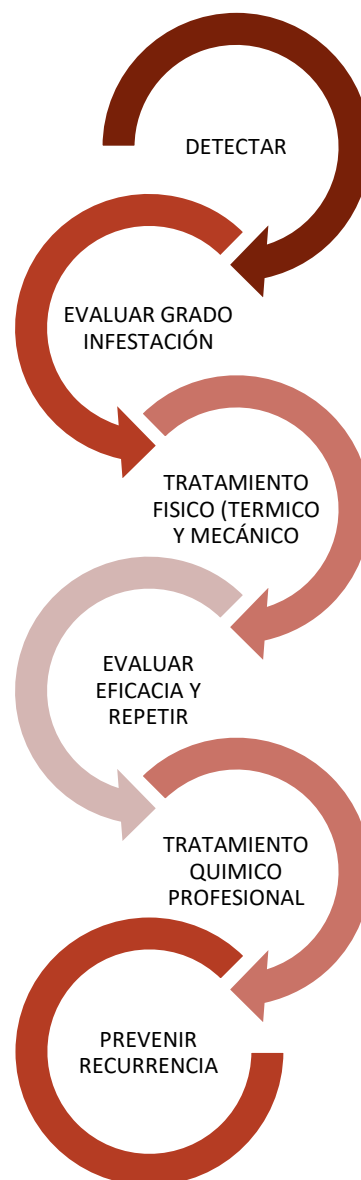 DETECTAR
EVALUAR GRADO
INFESTACIÓN
TRATAMIENTO
FISICO (TERMICO
Y MECÁNICO
EVALUAR
EFICACIA Y
REPETIR
TRATAMIENTO
QUIMICO
PROFESIONAL
PREVENIR
RECURRENCIA